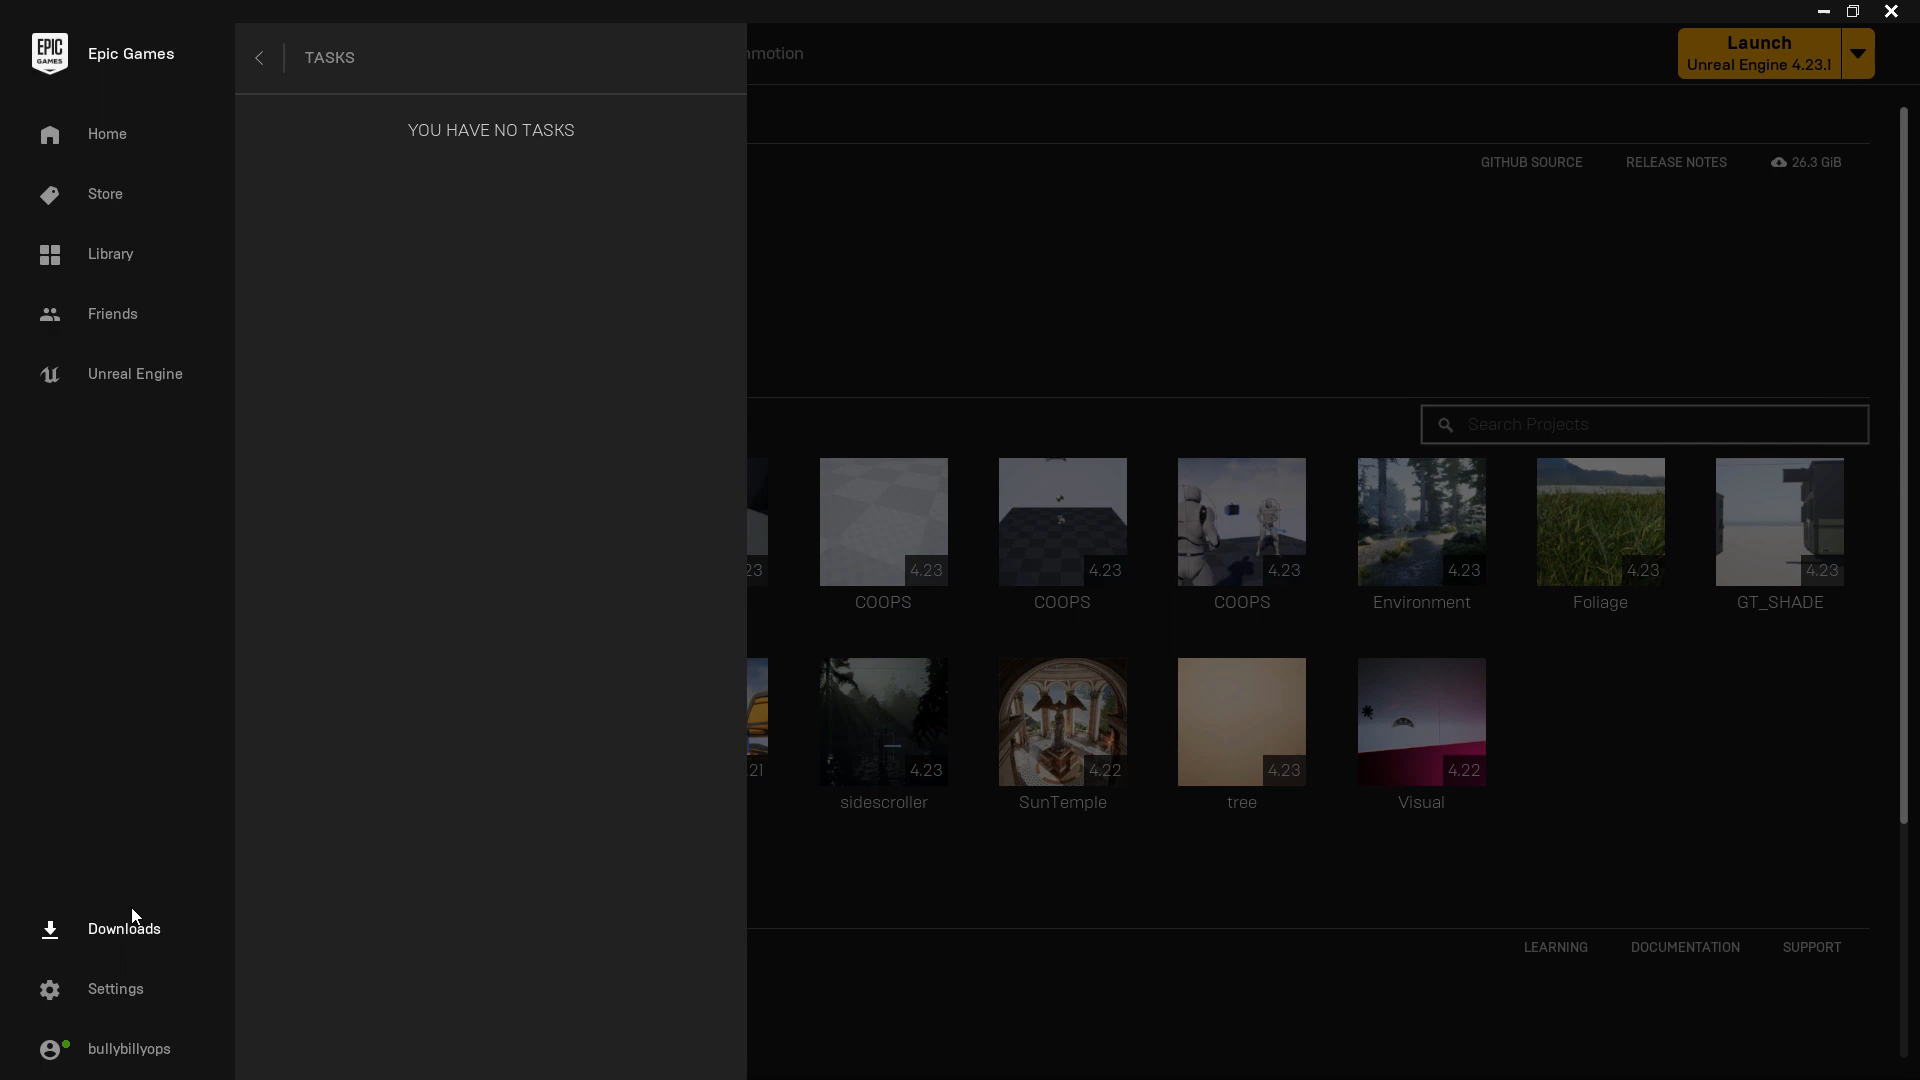 EPIC
GAMES
Epic Games
Home
Store
Library
Friends
Unreal Engine
Downloads
Settings
bullybillyops
TASKS
YOU HAVE NO TASKS
nmotion
Launch
Unreal Engine 4.23.1
GITHUB SOURCE
RELEASE NOTES
26.3 GiB
Search Projects
23
4.23
4.23
4.23
4.23
4.23
4.23
COOPS
COOPS
COOPS
Environment
Foliage
GT_SHADE
.21
4.23
4.22
4.23
4.22
sidescroller
SunTemple
tree
Visual
LEARNING
DOCUMENTATION
SUPPORT